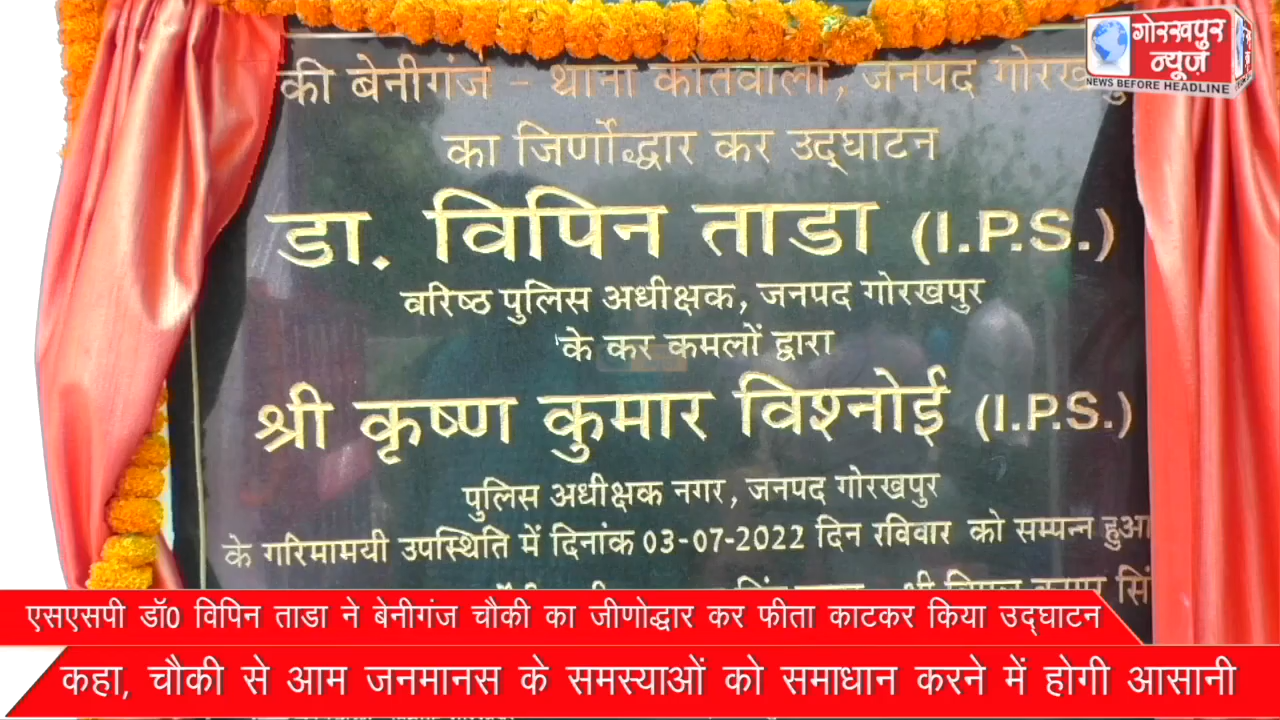 गोरखपुर
न्यूज़
NEWS BEFORE HEADLINE
की बेनीगंज - थाना कोतवाली, जनपद
का जिर्णोद्धार कर उद्घाटन
डा. विपिन ताडा (I.P.S.)
वरिष्ठ पुलिस अधीक्षक, जनपद गोरखपुर
के कर कमलों द्वारा
श्री कृष्ण कुमार विश्नोई (I.P.S.)
पुलिस अधीक्षक नगर, जनपद गोरखपुर
के गरिमामयी उपस्थिति में दिनांक 03-07-2022 दिन रविवार को सम्पन्न हुआ
एसएसपी डॉ0 विपिन ताडा ने बेनीगंज चौकी का जीणोद्धार कर फीता काटकर किया उद्घाटन
कहा, चौकी से आम जनमानस के समस्याओं को समाधान करने में होगी आसानी